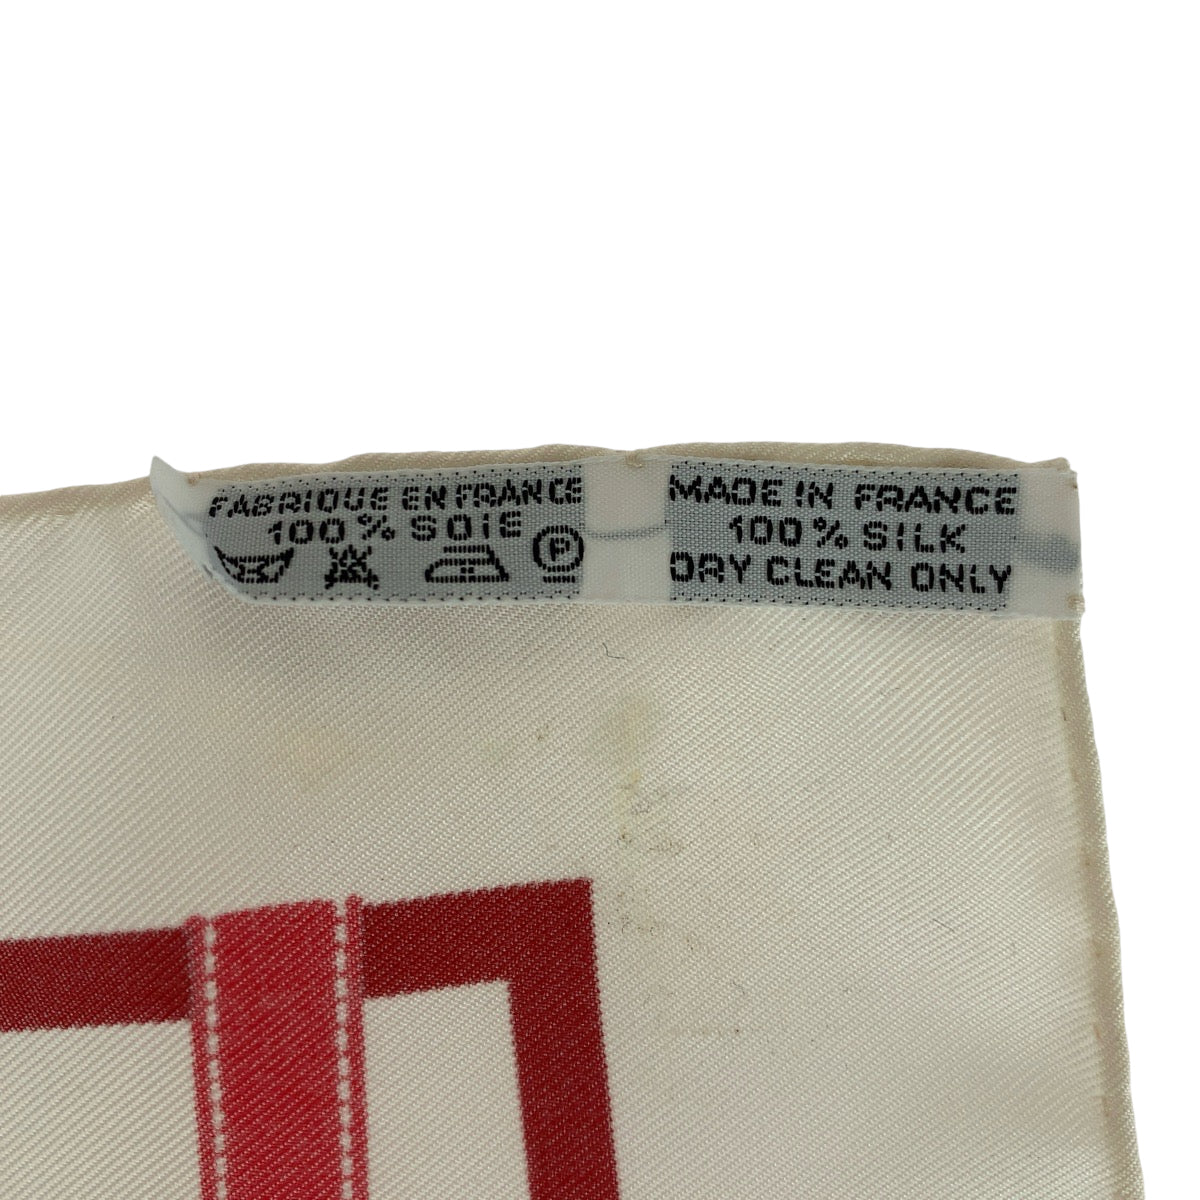 FABRIQUE EN FRANCE
100% SOIE
P
MADE IN FRANCE
100% SILK
DRY CLEAN ONLY